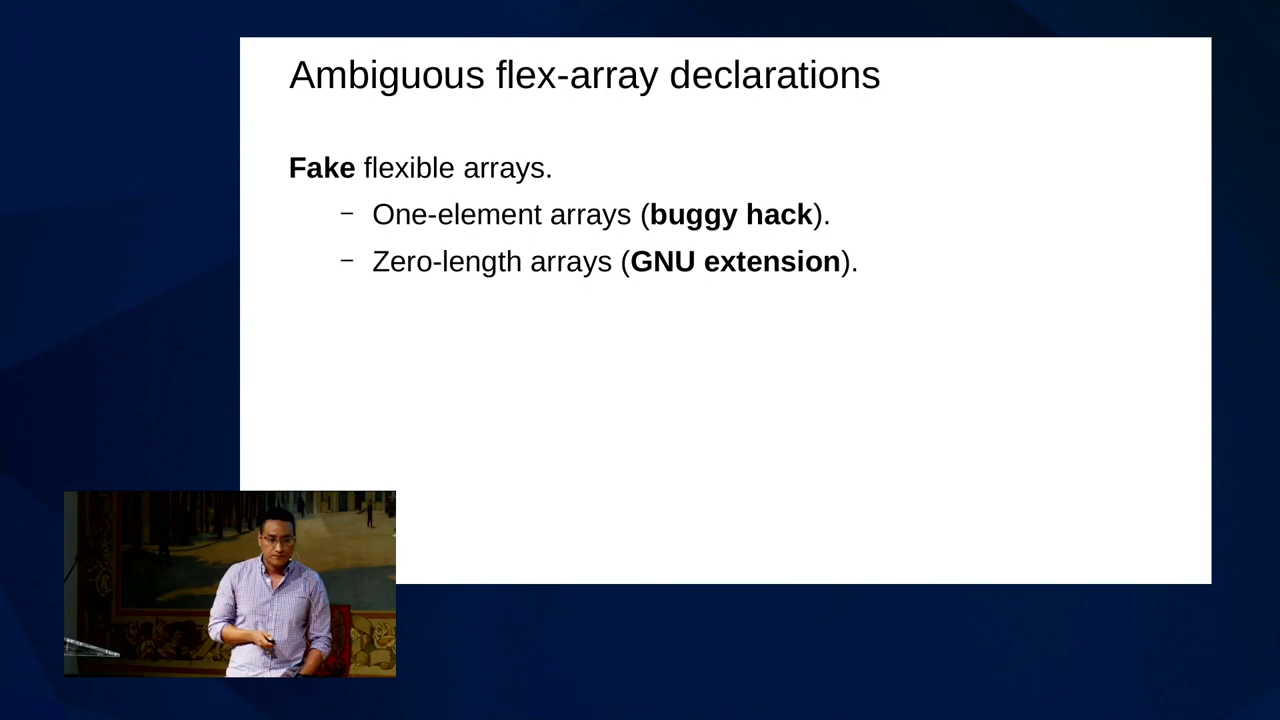 Ambiguous flex-array declarations
Fake flexible arrays.
– One-element arrays (buggy hack).
– Zero-length arrays (GNU extension).